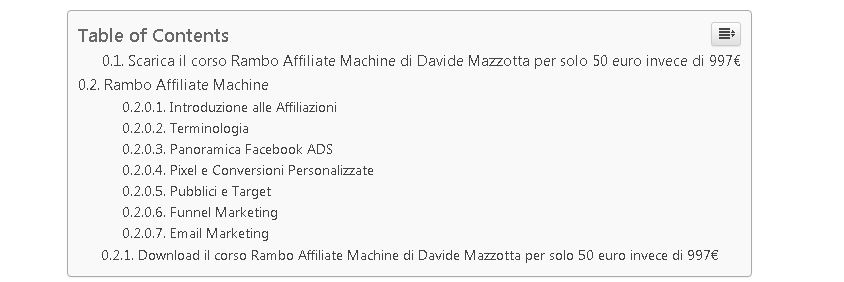 Table of Contents
0.1. Scarica il corso Rambo Affiliate Machine di Davide Mazzotta per solo 50 euro invece di 997€
0.2. Rambo Affiliate Machine
0.2.0.1. Introduzione alle Affiliazioni
0.2.0.2. Terminologia
0.2.0.3. Panoramica Facebook ADS
0.2.0.4. Pixel e Conversioni Personalizzate
0.2.0.5. Pubblici e Target
0.2.0.6. Funnel Marketing
0.2.0.7. Email Marketing
0.2.1. Download il corso Rambo Affiliate Machine di Davide Mazzotta per solo 50 euro invece di 997€